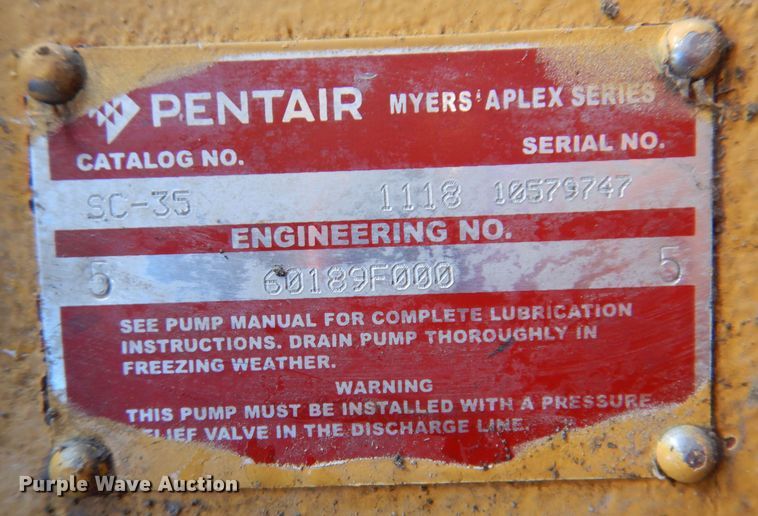 PENTAIR MYERS' APLEX SERIES
CATALOG NO. SERIAL NO.
SC-35 1118 10579747
ENGINEERING NO.
5 60189F000 5
SEE PUMP MANUAL FOR COMPLETE LUBRICATION
INSTRUCTIONS. DRAIN PUMP THOROUGHLY IN
FREEZING WEATHER.
WARNING
THIS PUMP MUST BE INSTALLED WITH A PRESSURE
RELIEF VALVE IN THE DISCHARGE LINE.
Purple Wave Auction